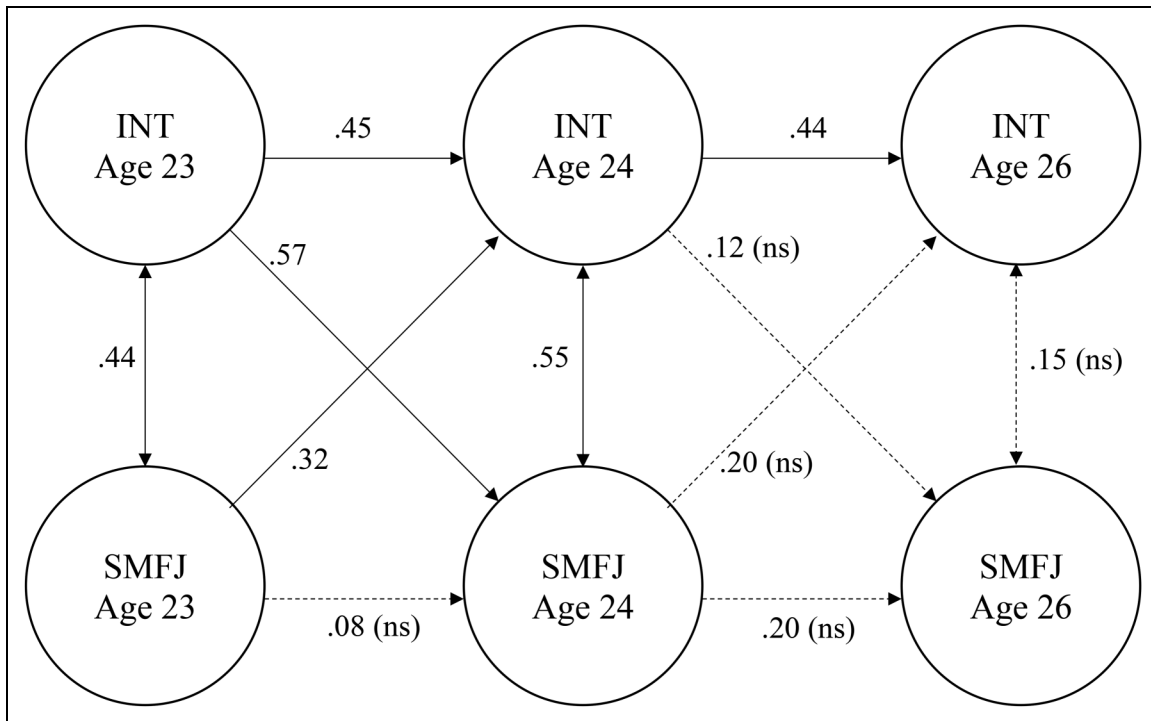 INT
Age 23
.45
INT
Age 24
.44
INT
Age 26
.57
.12 (ns)
.44
.55
.15 (ns)
.32
.20 (ns)
SMFJ
Age 23
.08 (ns)
SMFJ
Age 24
.20 (ns)
SMFJ
Age 26